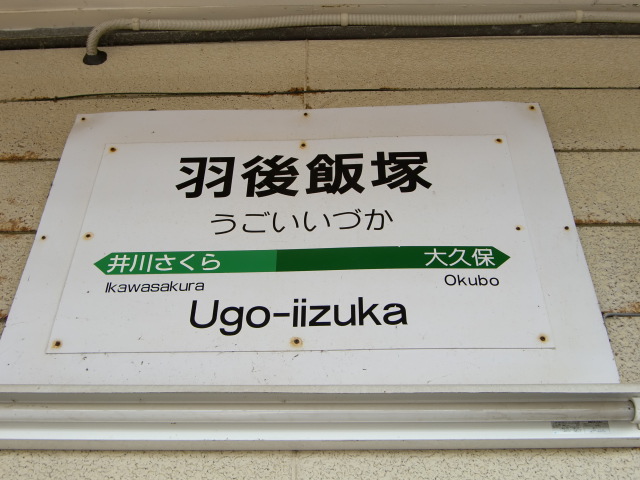 羽後飯塚
うごいいづか
井川さくら 大久保
Ikawasakura Okubo
Ugo-iizuka